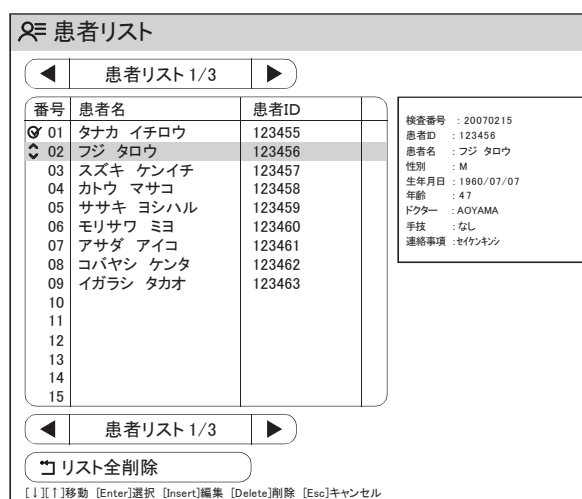 患者リスト
患者リスト 1/3
番号 患者名 患者ID
01 タナカ イチロウ 123455
02 フジ タロウ 123456
03 スズキ ケンイチ 123457
04 カトウ マサコ 123458
05 ササキ ヨシハル 123459
06 モリサワ ミヨ 123460
07 アサダ アイコ 123461
08 コバヤシ ケンタ 123462
09 イガラシ タカオ 123463
10
11
12
13
14
15
検査番号 : 20070215
患者ID : 123456
患者名 : フジ タロウ
性別 : M
生年月日 : 1960/07/07
年齢 : 47
ドクター : AOYAMA
手技 : なし
連絡事項 : セイケンキンシ
患者リスト 1/3
リスト全削除
[↓][↑]移動 [Enter]選択 [Insert]編集 [Delete]削除 [Esc]キャンセル